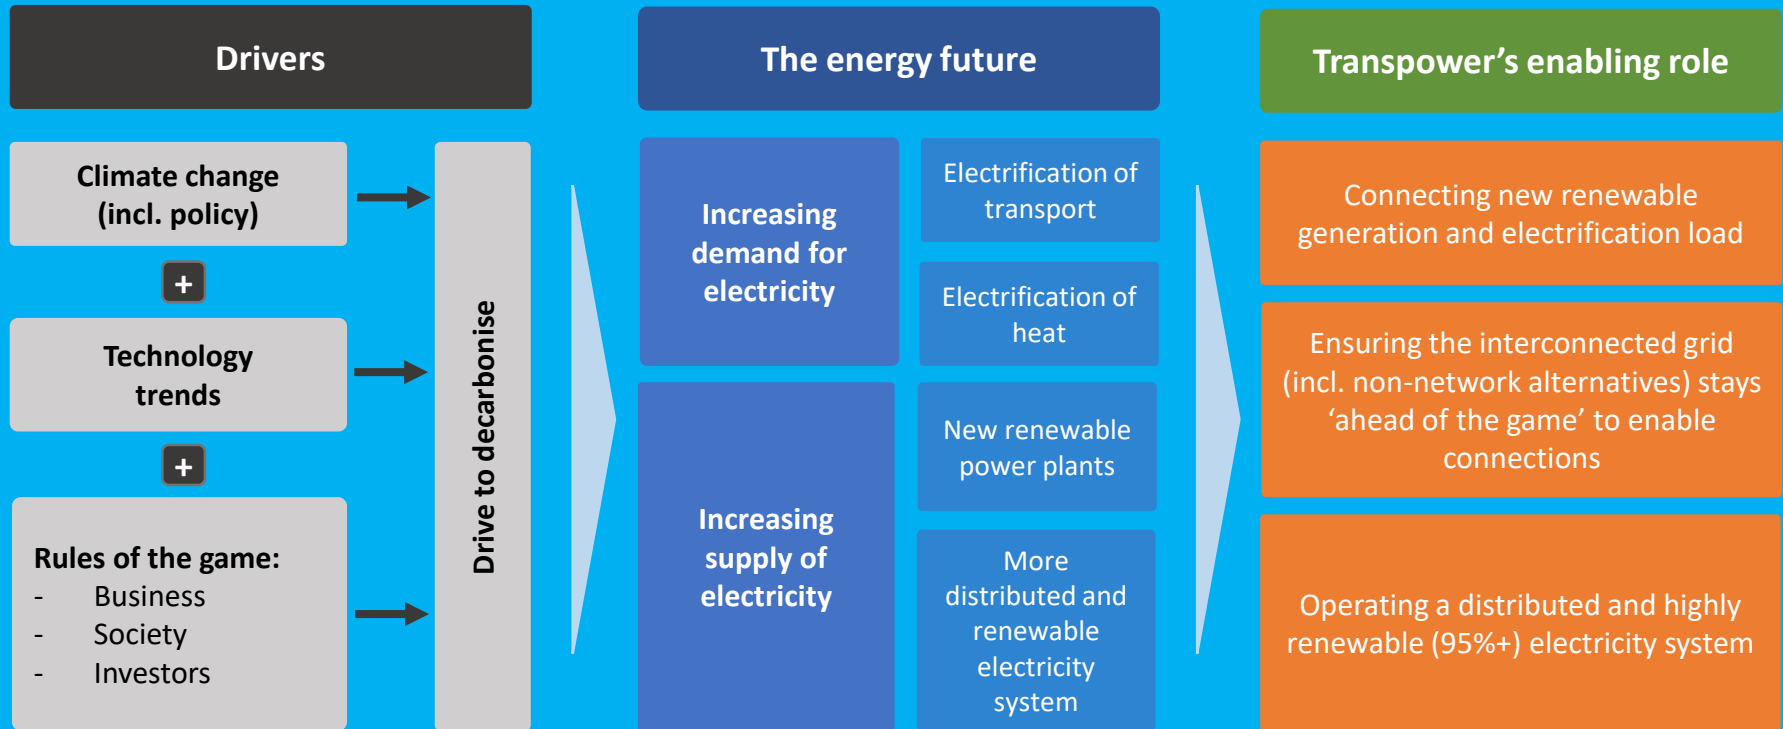 Drivers
Climate change
(incl. policy)
+
Technology
trends
+
Rules of the game:
- Business
- Society
- Investors
Drive to decarbonise
The energy future
Increasing
demand for
electricity
Electrification of
transport
Electrification of
heat
Increasing
supply of
electricity
New renewable
power plants
More
distributed and
renewable
electricity
system
Transpower’s enabling role
Connecting new renewable
generation and electrification load
Ensuring the interconnected grid
(incl. non-network alternatives) stays
‘ahead of the game’ to enable
connections
Operating a distributed and highly
renewable (95%+) electricity system